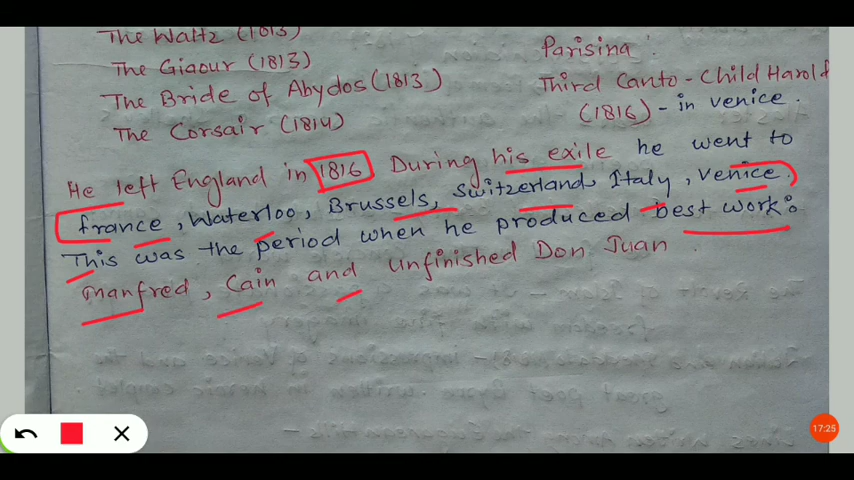 The Waltz (1813)
The Giaour (1813)
The Bride of Abydos (1813)
The Corsair (1814)
Parisina
Third Canto - Child Harold
(1816) - in venice.
He left England in 1816 During his exile he went to
france, Waterloo, Brussels, Switzerland, Italy, Venice.
This was the period when he produced best work:
Manfred, Cain and unfinished Don Juan.
17:25